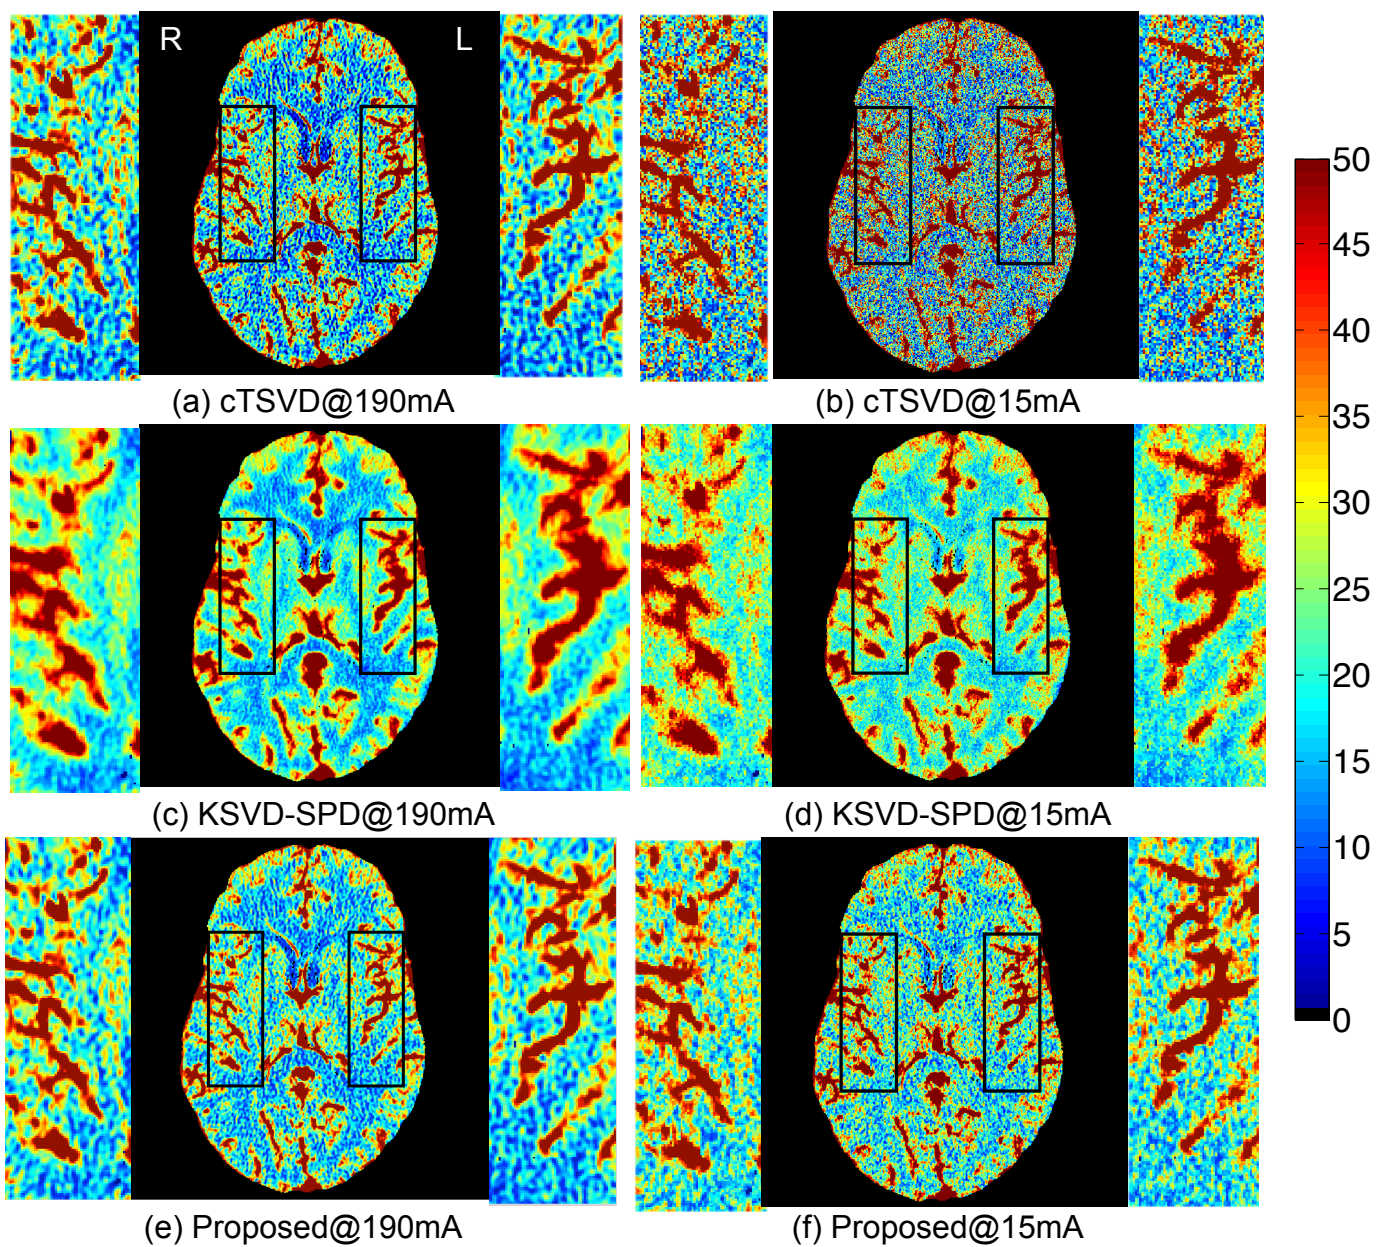 R L
(a) cTSVD@190mA
(b) cTSVD@15mA
(c) KSVD-SPD@190mA
(d) KSVD-SPD@15mA
(e) Proposed@190mA
(f) Proposed@15mA
50
45
40
35
30
25
20
15
10
5
0